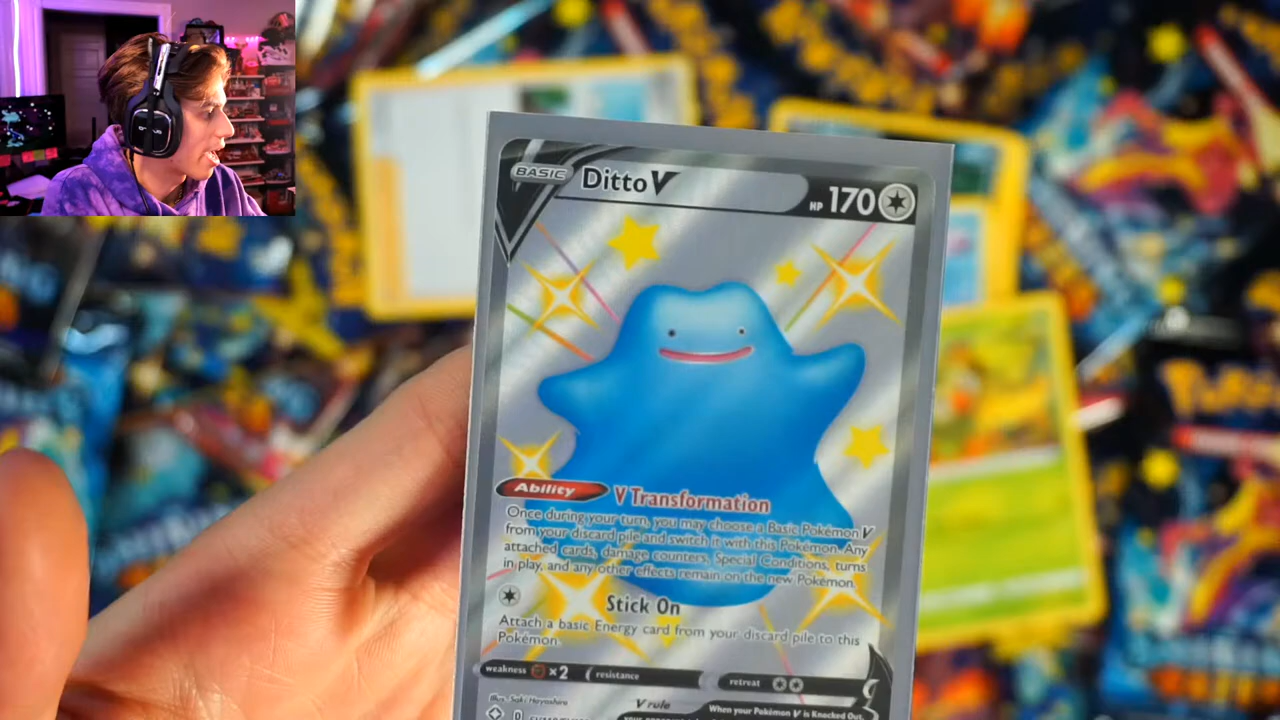 BASIC Ditto V HP 170
Ability V Transformation
Once during your turn, you may choose a Basic Pokémon V
from your discard pile and switch it with this Pokémon. Any
attached cards, damage counters, Special Conditions, turns
in play, and any other effects remain on the new Pokémon.
Stick On
Attach a basic Energy card from your discard pile to this
Pokémon.
weakness ×2 resistance retreat
Illus. Saki Hayashiro
V rule
When your Pokémon V is Knocked Out,